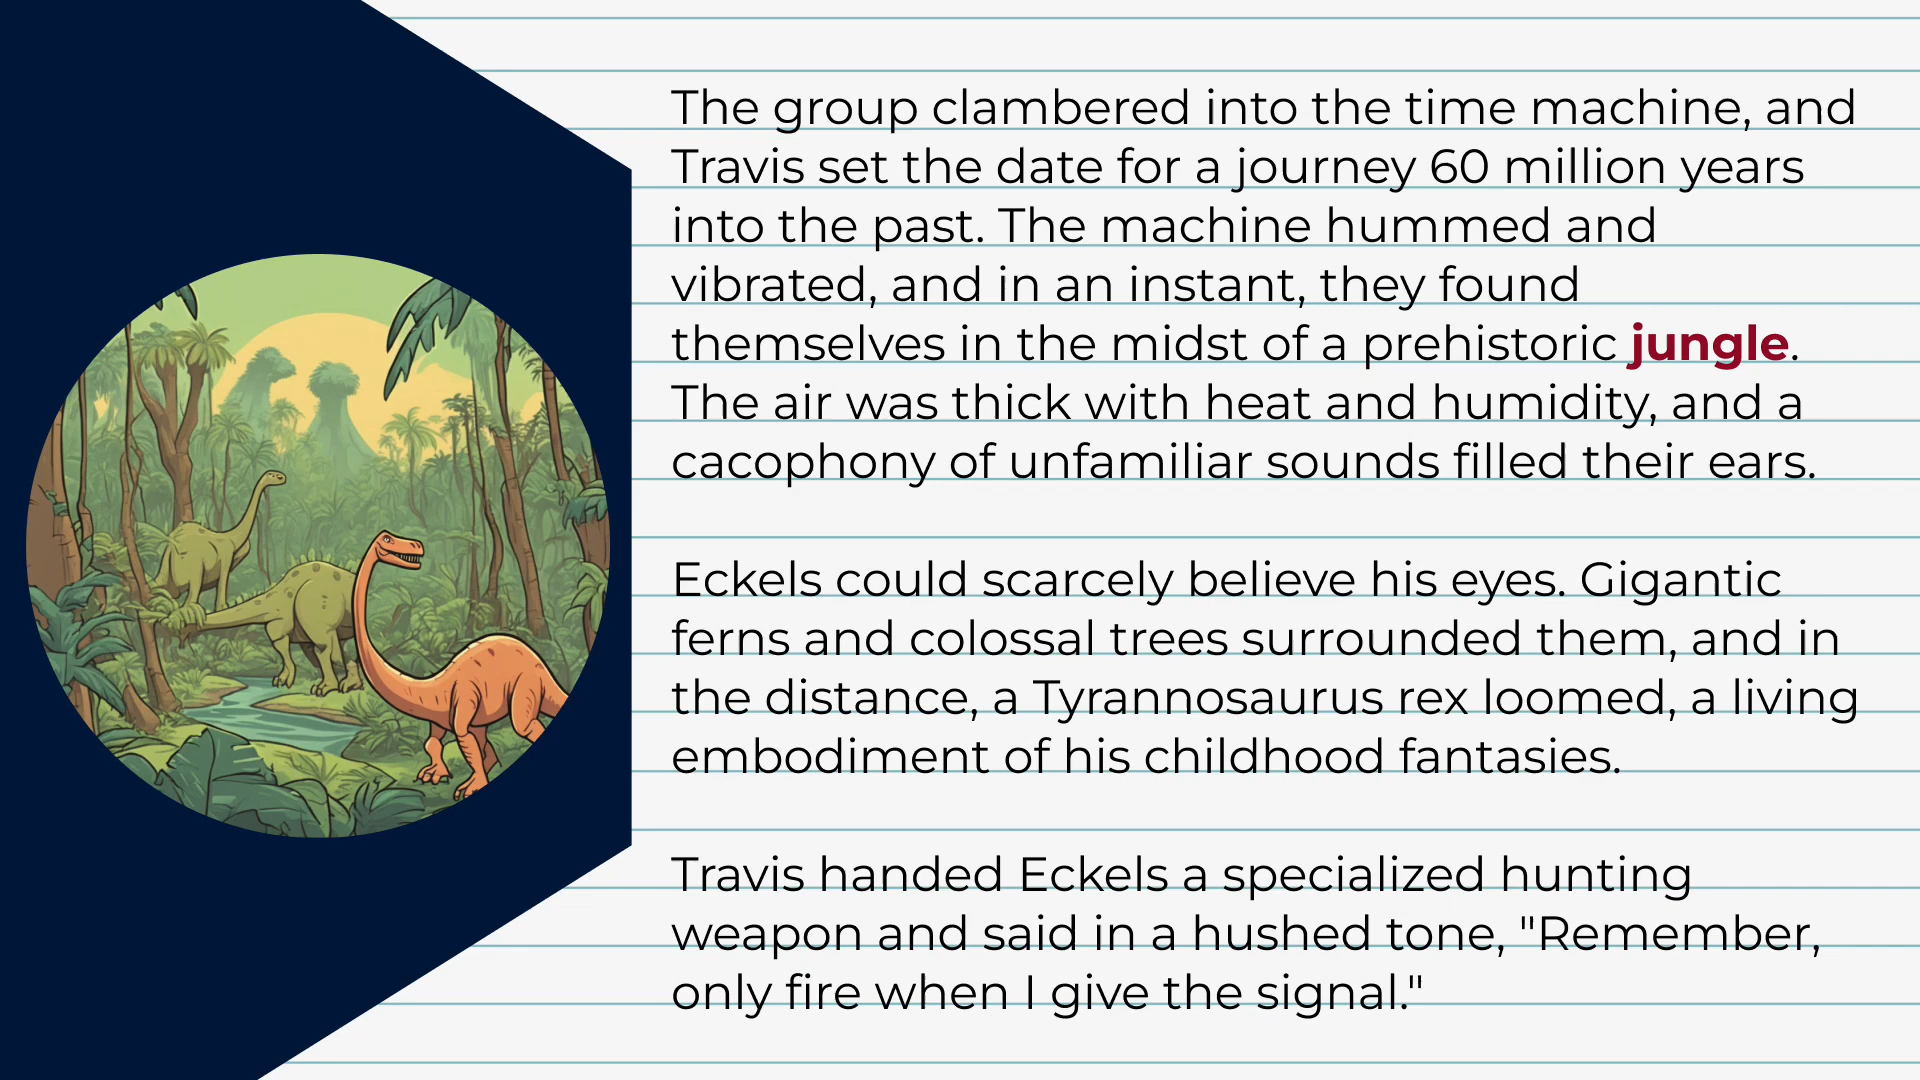 The group clambered into the time machine, and
Travis set the date for a journey 60 million years
into the past. The machine hummed and
vibrated, and in an instant, they found
themselves in the midst of a prehistoric jungle.
The air was thick with heat and humidity, and a
cacophony of unfamiliar sounds filled their ears.
Eckels could scarcely believe his eyes. Gigantic
ferns and colossal trees surrounded them, and in
the distance, a Tyrannosaurus rex loomed, a living
embodiment of his childhood fantasies.
Travis handed Eckels a specialized hunting
weapon and said in a hushed tone, "Remember,
only fire when I give the signal."